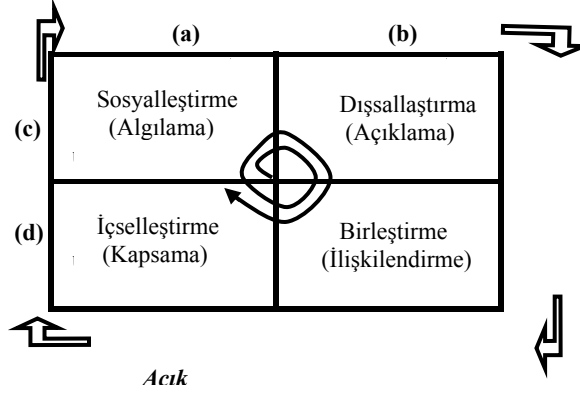 (a) (b)
Sosyalleştirme Dışsallaştırma
(c) (Algılama) (Açıklama)
(d) İçselleştirme Birleştirme
(Kapsama) (İlişkilendirme)
Açık